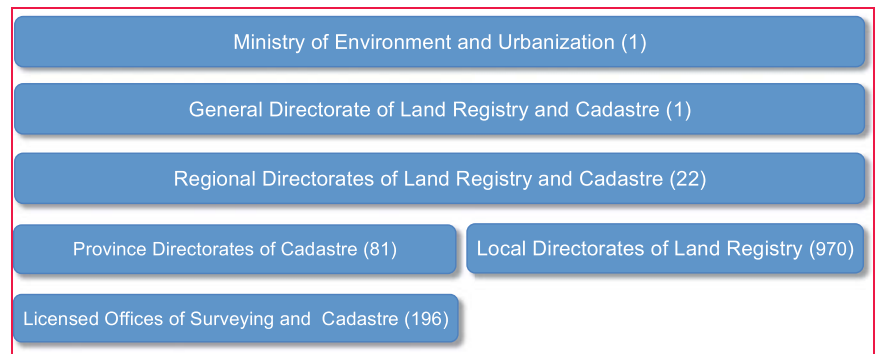 Ministry of Environment and Urbanization (1)
General Directorate of Land Registry and Cadastre (1)
Regional Directorates of Land Registry and Cadastre (22)
Province Directorates of Cadastre (81)
Local Directorates of Land Registry (970)
Licensed Offices of Surveying and  Cadastre (196)